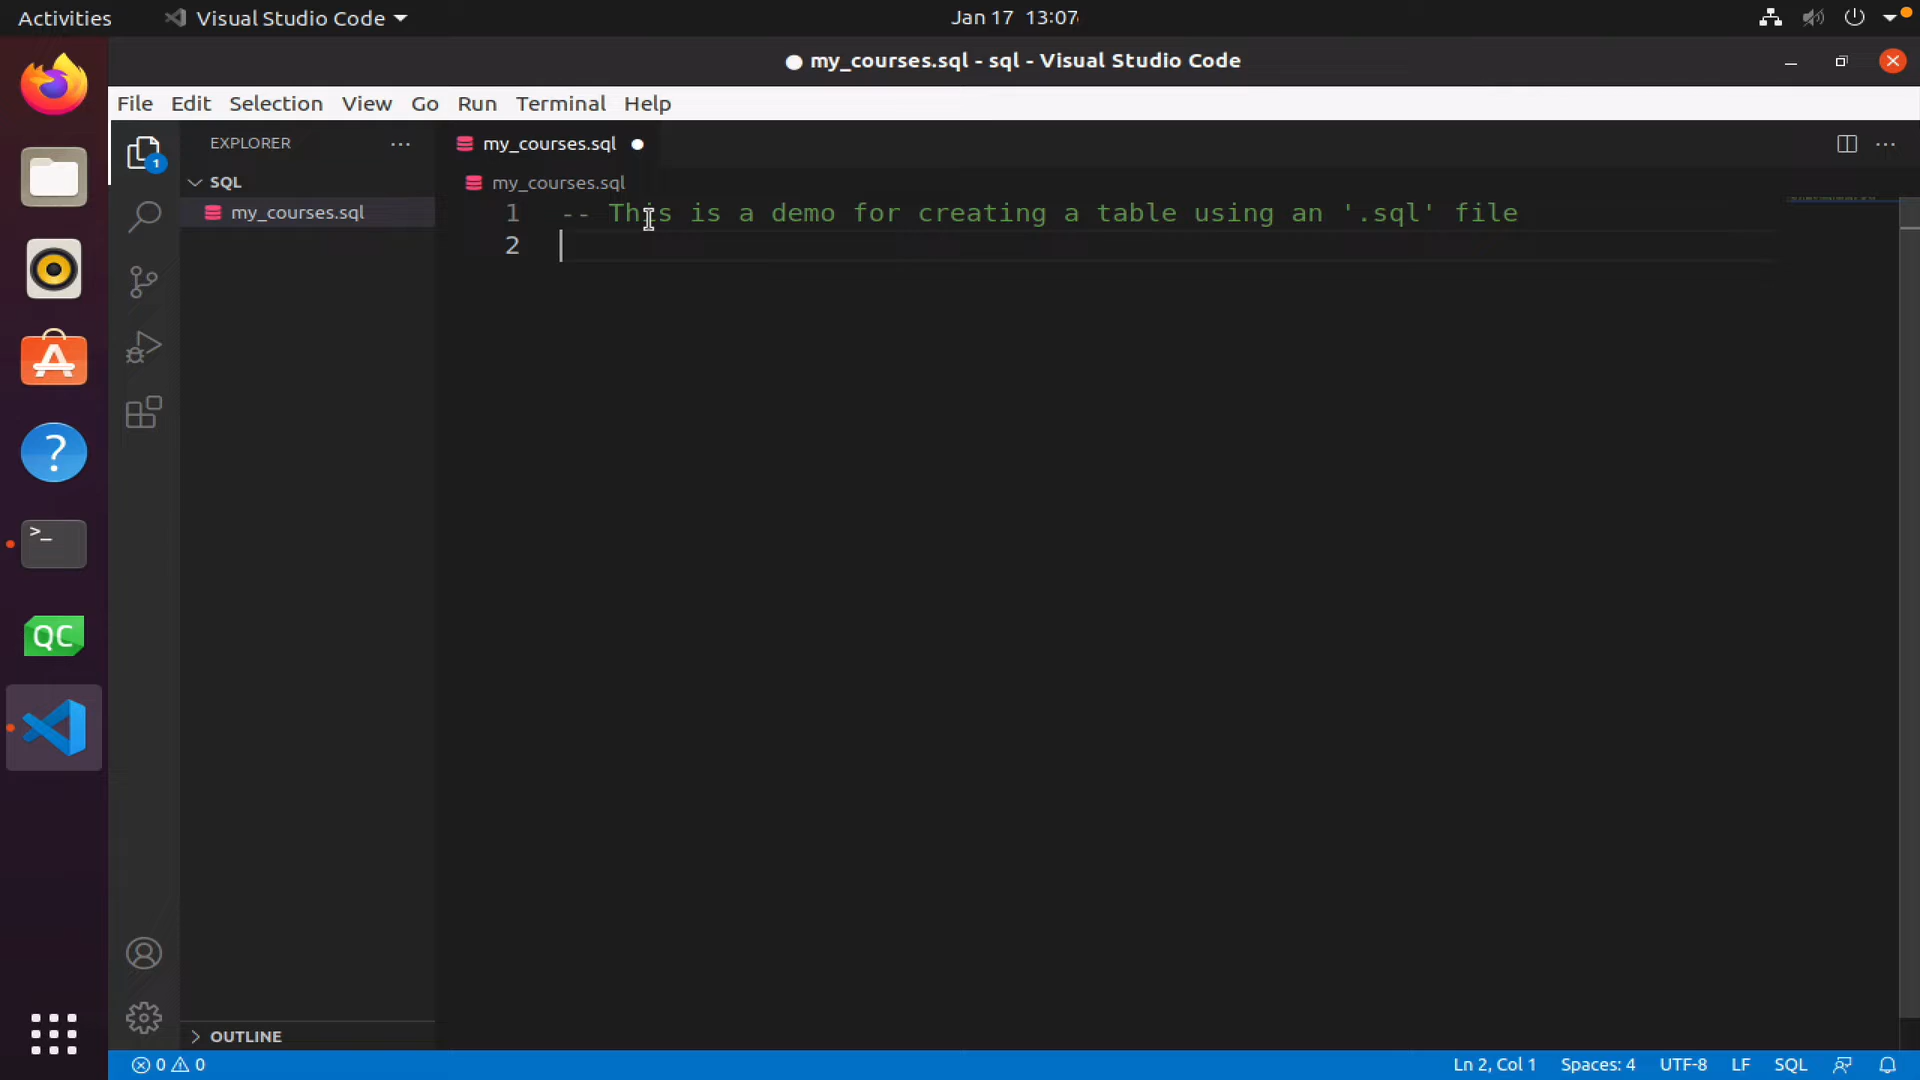 Activities
Visual Studio Code
Jan 17 13:07
my_courses.sql - sql - Visual Studio Code
File Edit Selection View Go Run Terminal Help
EXPLORER
my_courses.sql
1
SQL
my_courses.sql
my_courses.sql
1 -- This is a demo for creating a table using an '.sql' file
2
>_
QC
OUTLINE
0 0
Ln 2, Col 1
Spaces: 4
UTF-8
LF
SQL